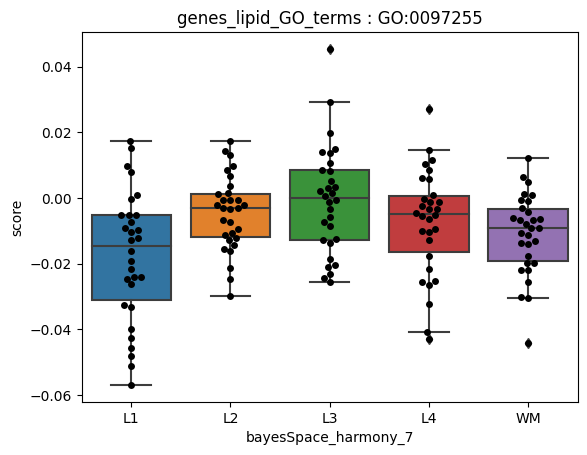 genes_lipid_GO_terms : GO:0097255
0.04
0.02
0.00
−0.02
−0.04
−0.06
score
L1 L2 L3 L4 WM
bayesSpace_harmony_7